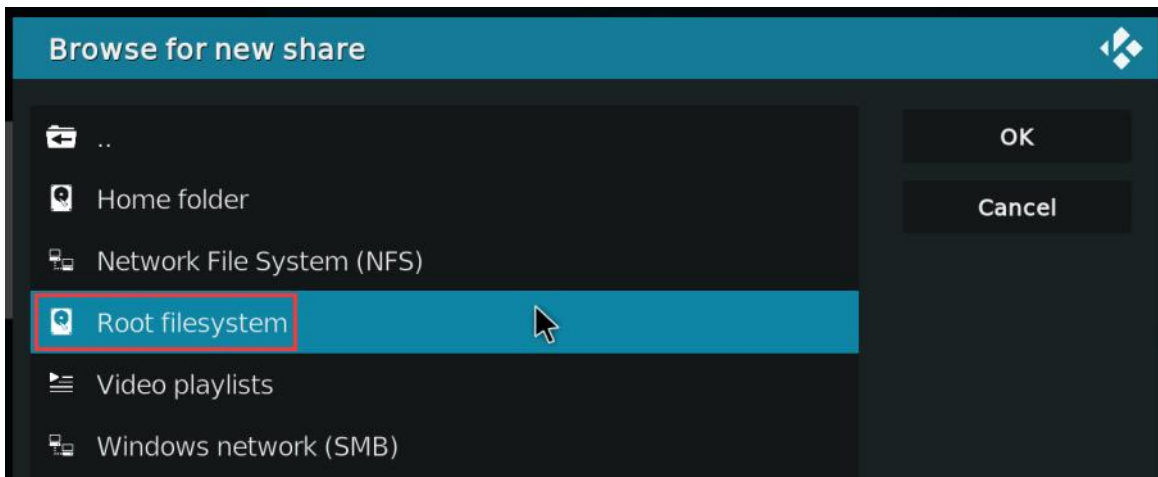 Browse for new share
..
Home folder
Network File System (NFS)
Root filesystem
Video playlists
Windows network (SMB)
OK
Cancel